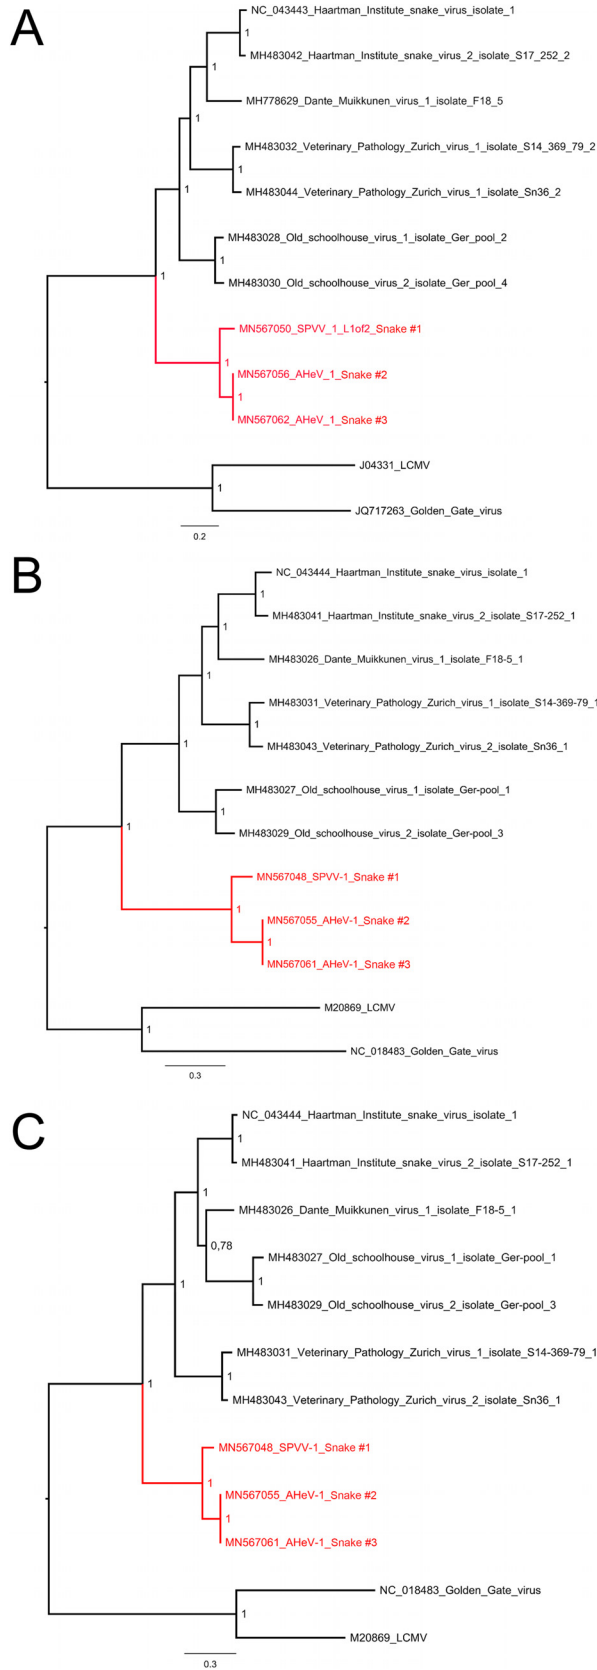 A
NC_043443_Haartman_Institute_snake_virus_isolate_1
1
MH483042_Haartman_Institute_snake_virus_2_isolate_S17_252_2
1
MH778629_Dante_Muikkunen_virus_1_isolate_F18_5
1
MH483032_Veterinary_Pathology_Zurich_virus_1_isolate_S14_369_79_2
1
MH483044_Veterinary_Pathology_Zurich_virus_1_isolate_Sn36_2
1
MH483028_Old_schoolhouse_virus_1_isolate_Ger_pool_2
1
MH483030_Old_schoolhouse_virus_2_isolate_Ger_pool_4
1
MN567050_SPVV_1_L1of2_Snake #1
1
MN567056_AHeV_1_Snake #2
1
MN567062_AHeV_1_Snake #3
J04331_LCMV
1
JQ717263_Golden_Gate_virus
0.2
B
NC_043444_Haartman_Institute_snake_virus_isolate_1
1
MH483041_Haartman_Institute_snake_virus_2_isolate_S17-252_1
1
MH483026_Dante_Muikkunen_virus_1_isolate_F18-5_1
1
MH483031_Veterinary_Pathology_Zurich_virus_1_isolate_S14-369-79_1
1
MH483043_Veterinary_Pathology_Zurich_virus_2_isolate_Sn36_1
1
MH483027_Old_schoolhouse_virus_1_isolate_Ger-pool_1
1
MH483029_Old_schoolhouse_virus_2_isolate_Ger-pool_3
1
MN567048_SPVV-1_Snake #1
1
MN567055_AHeV-1_Snake #2
1
MN567061_AHeV-1_Snake #3
M20869_LCMV
1
NC_018483_Golden_Gate_virus
0.3
C
NC_043444_Haartman_Institute_snake_virus_isolate_1
1
MH483041_Haartman_Institute_snake_virus_2_isolate_S17-252_1
1
MH483026_Dante_Muikkunen_virus_1_isolate_F18-5_1
0,78
MH483027_Old_schoolhouse_virus_1_isolate_Ger-pool_1
1
1
MH483029_Old_schoolhouse_virus_2_isolate_Ger-pool_3
MH483031_Veterinary_Pathology_Zurich_virus_1_isolate_S14-369-79_1
1
1
MH483043_Veterinary_Pathology_Zurich_virus_2_isolate_Sn36_1
MN567048_SPVV-1_Snake #1
1
MN567055_AHeV-1_Snake #2
1
MN567061_AHeV-1_Snake #3
NC_018483_Golden_Gate_virus
1
M20869_LCMV
0.3